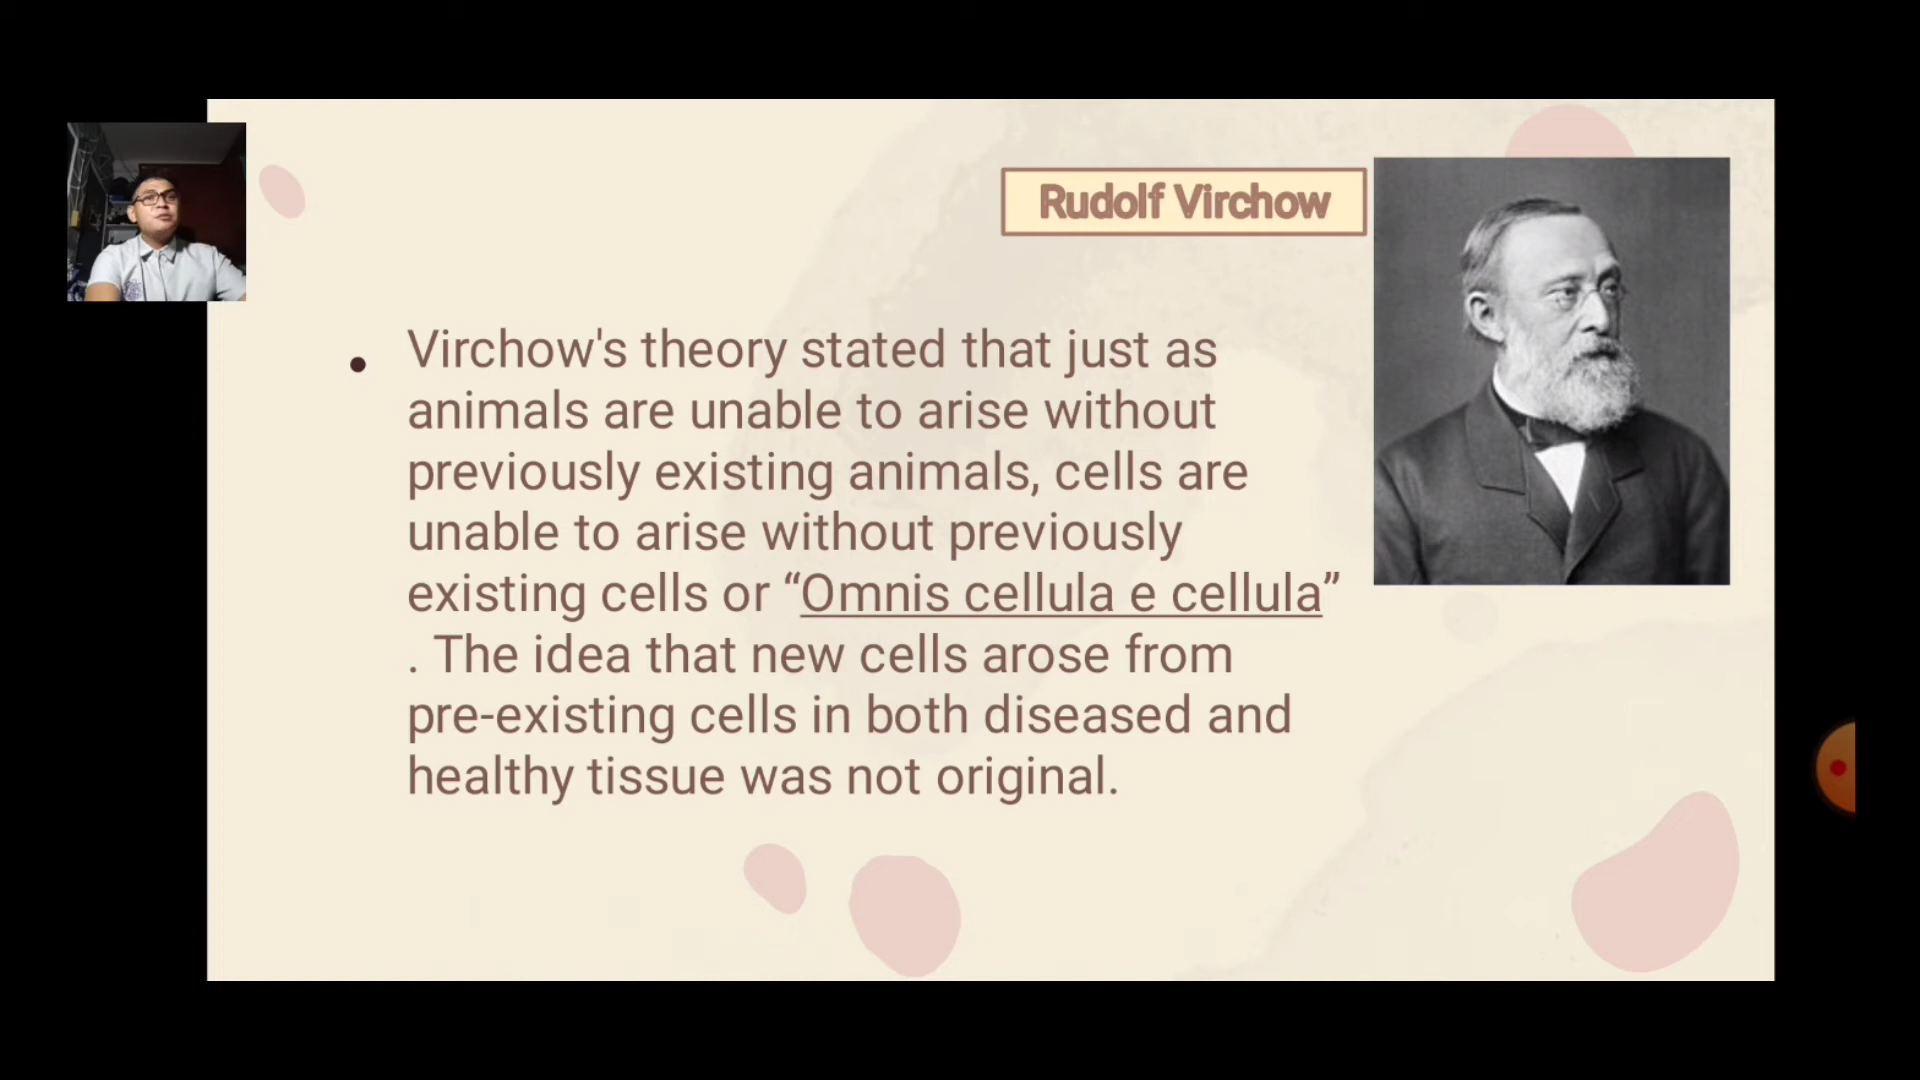 Rudolf Virchow
Virchow's theory stated that just as
animals are unable to arise without
previously existing animals, cells are
unable to arise without previously
existing cells or “Omnis cellula e cellula”
. The idea that new cells arose from
pre-existing cells in both diseased and
healthy tissue was not original.